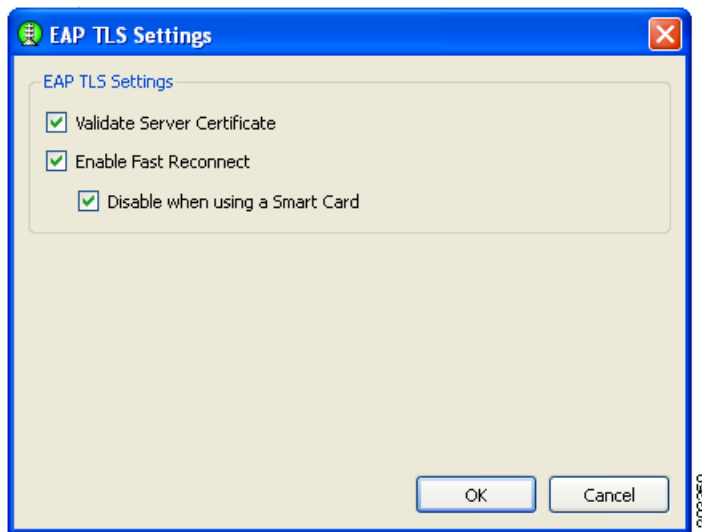 EAP TLS Settings
EAP TLS Settings
Validate Server Certificate
Enable Fast Reconnect
Disable when using a Smart Card
OK
Cancel